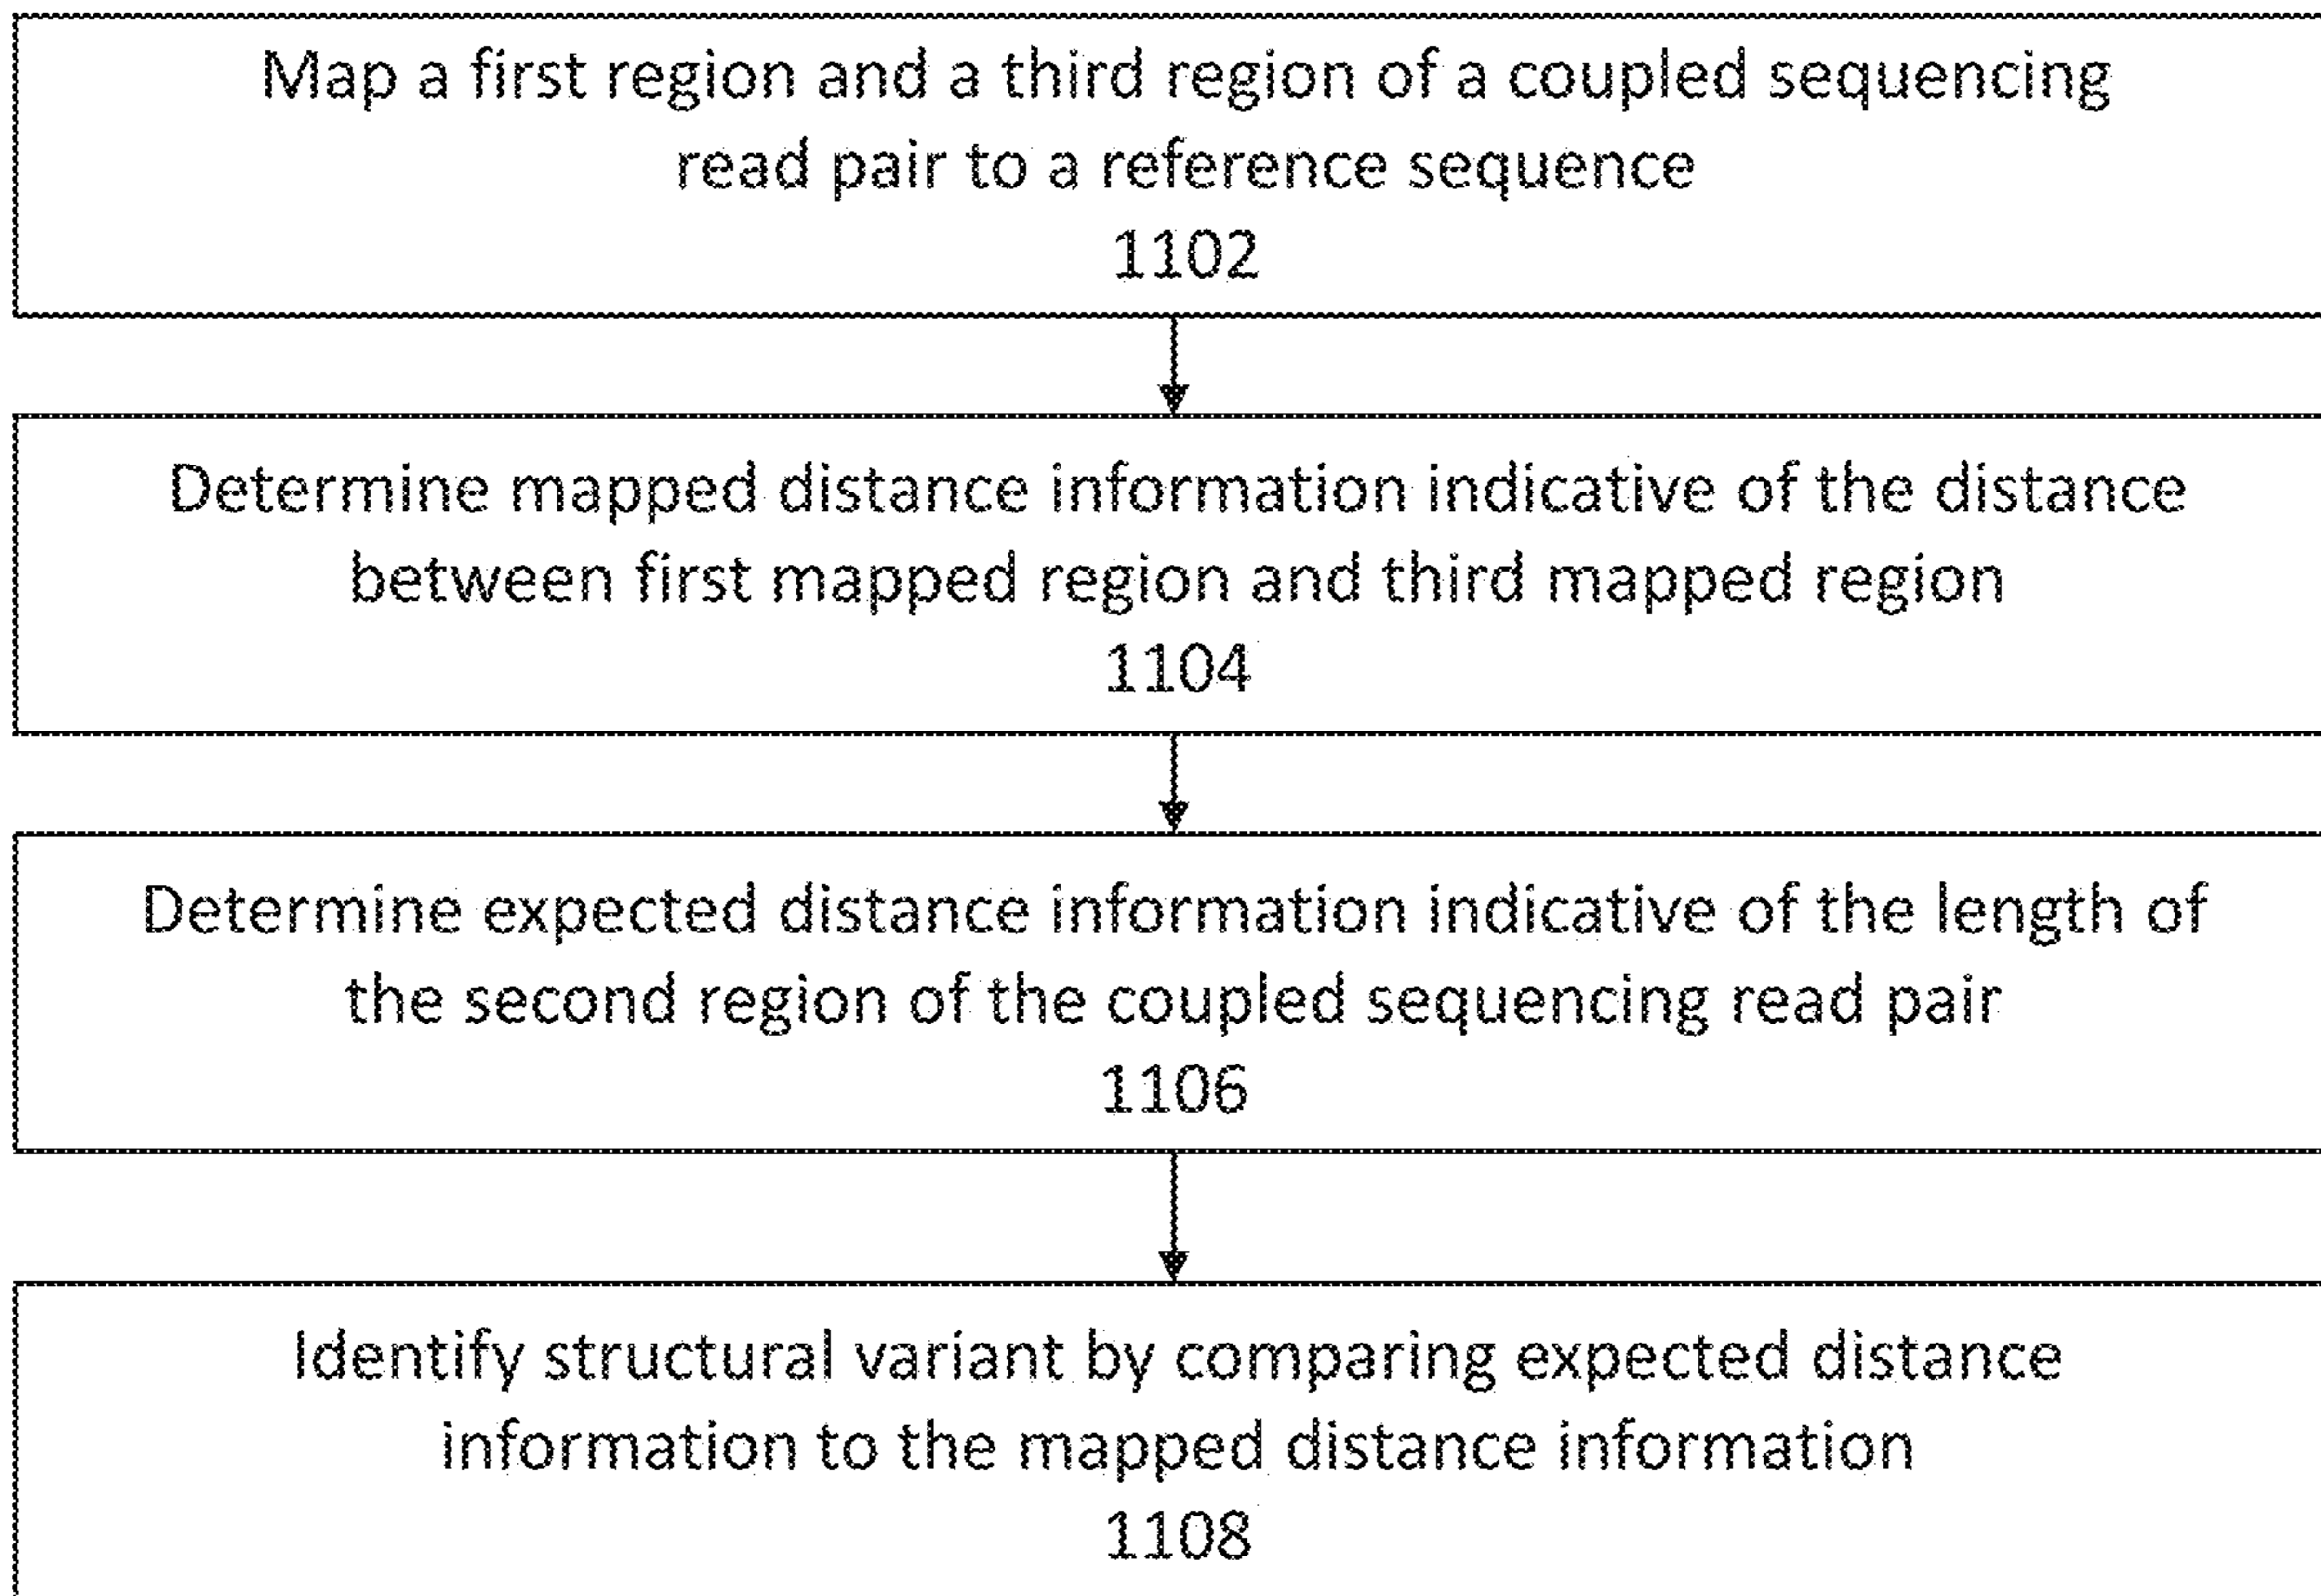 Map a first region and a third region of a coupled sequencing
read pair to a reference sequence
1102
Determine mapped distance information indicative of the distance
between first mapped region and third mapped region
1104
Determine expected distance information indicative of the length of
the second region of the coupled sequencing read pair
1106
Identify structural variant by comparing expected distance
information to the mapped distance information
1108